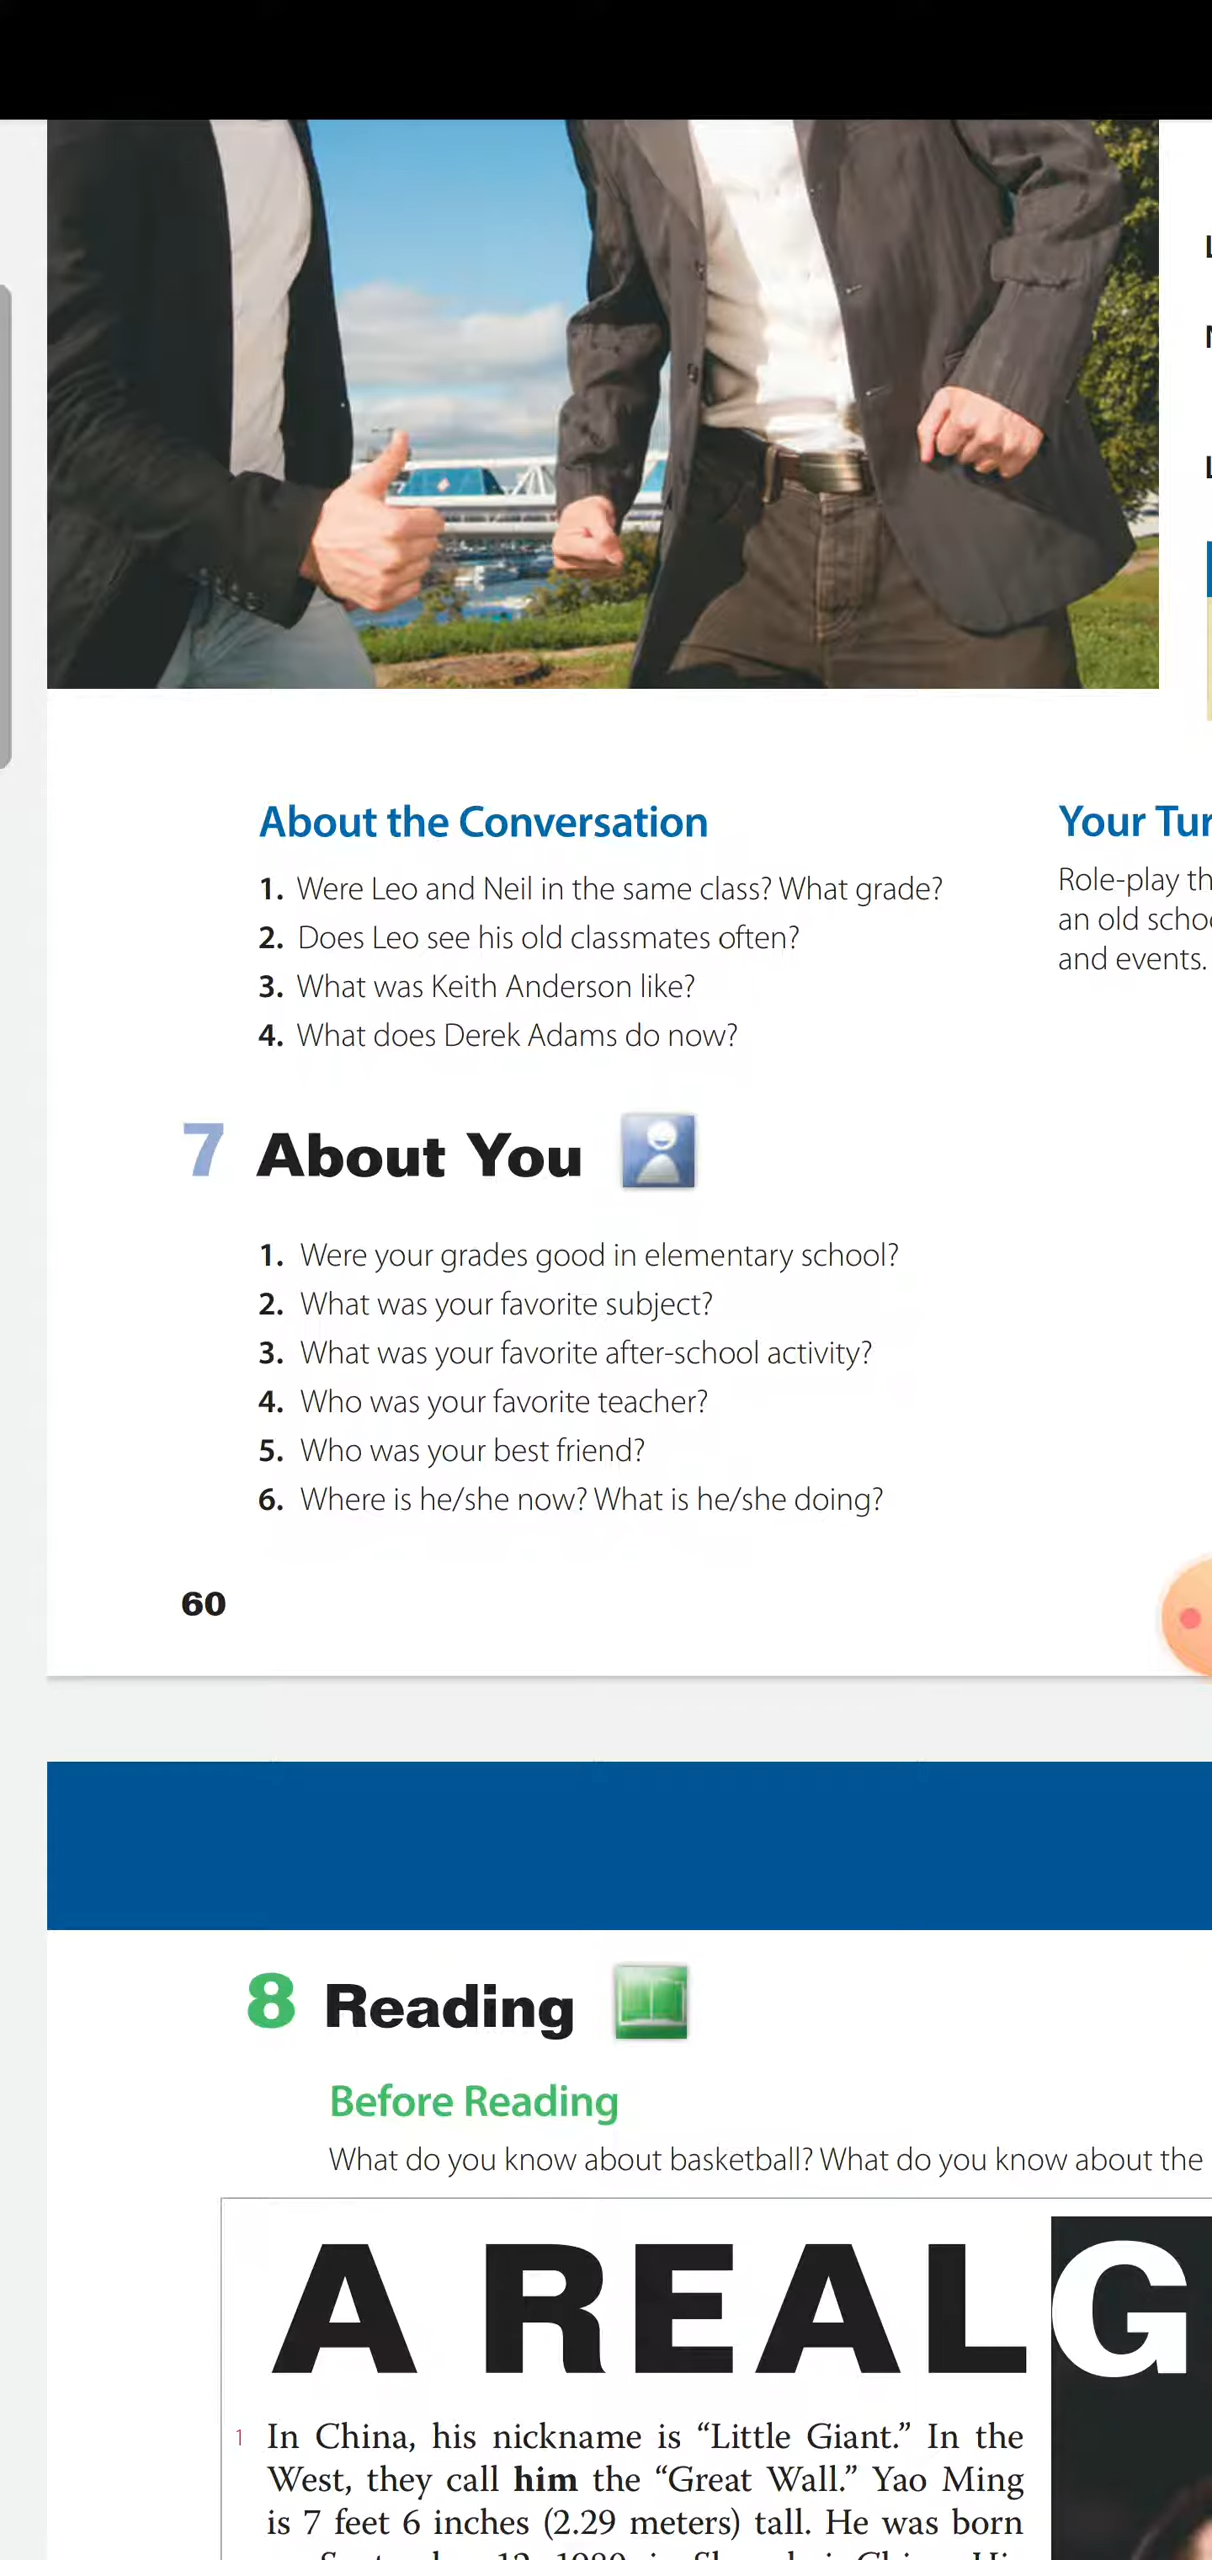 About the Conversation
1. Were Leo and Neil in the same class? What grade?
2. Does Leo see his old classmates often?
3. What was Keith Anderson like?
4. What does Derek Adams do now?
Your
Role-play
an old
and events.
7 About You
1. Were your grades good in elementary school?
2. What was your favorite subject?
3. What was your favorite after-school activity?
4. Who was your favorite teacher?
5. Who was your best friend?
6. Where is he/she now? What is he/she doing?
60
8 Reading
Before Reading
What do you know about basketball? What do you know about the
A REAL G
1 In China, his nickname is “Little Giant.” In the
West, they call him the “Great Wall.” Yao Ming
is 7 feet 6 inches (2.29 meters) tall. He was born